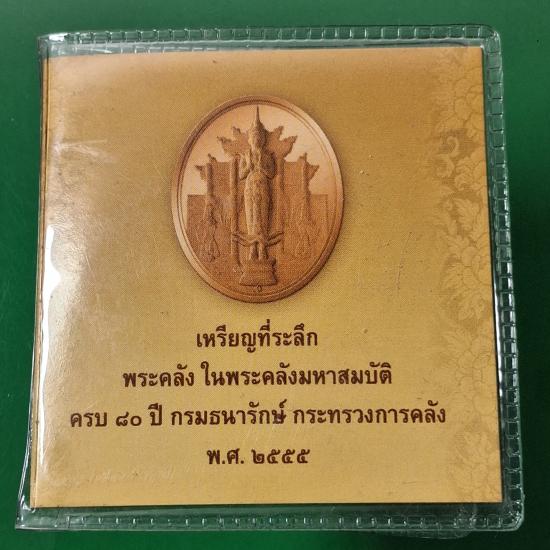 เหรียญที่ระลึก
พระคลัง ในพระคลังมหาสมบัติ
ครบ ๘๐ ปี กรมธนารักษ์ กระทรวงการคลัง
พ.ศ. ๒๕๕๕